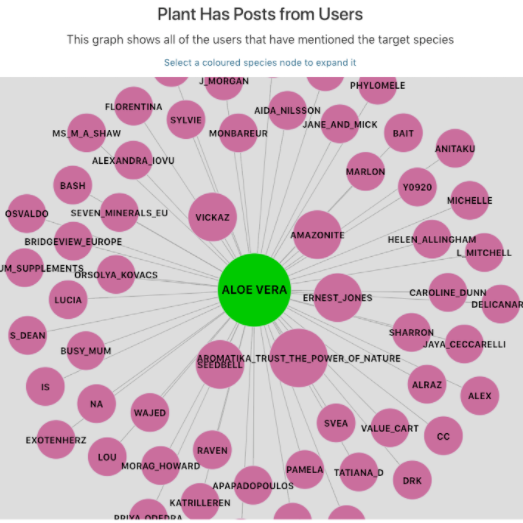 Plant Has Posts from Users
This graph shows all of the users that have mentioned the target species
Select a coloured species node to expand it
J_MORGAN
PHYLOMELE
FLORENTINA
AIDA_NILSSON
SYLVIE
JANE_AND_MICK
MS_M_A_SHAW
MONBAREUR
BAIT
ANITAKU
ALEXANDRA_IOVU
MARLON
BASH
Y0920
MICHELLE
OSVALDO
SEVEN_MINERALS_EU
VICKAZ
AMAZONITE
BRIDGEVIEW_EUROPE
HELEN_ALLINGHAM
L_MITCHELL
UM_SUPPLEMENTS
ORSOLYA_KOVACS
ALOE VERA
LUCIA
ERNEST_JONES
CAROLINE_DUNN
DELICANAR
S_DEAN
SHARRON
JAYA_CECCARELLI
BUSY_MUM
AROMATIKA_TRUST_THE_POWER_OF_NATURE
SEEDBELL
IS
ALRAZ
ALEX
NA
WAJED
SVEA
VALUE_CART
CC
EXOTENHERZ
LOU
RAVEN
MORAG_HOWARD
PAMELA
TATIANA_D
DRK
APAPADOPOULOS
KATRILLEREN
PRIYA_ODEDRA